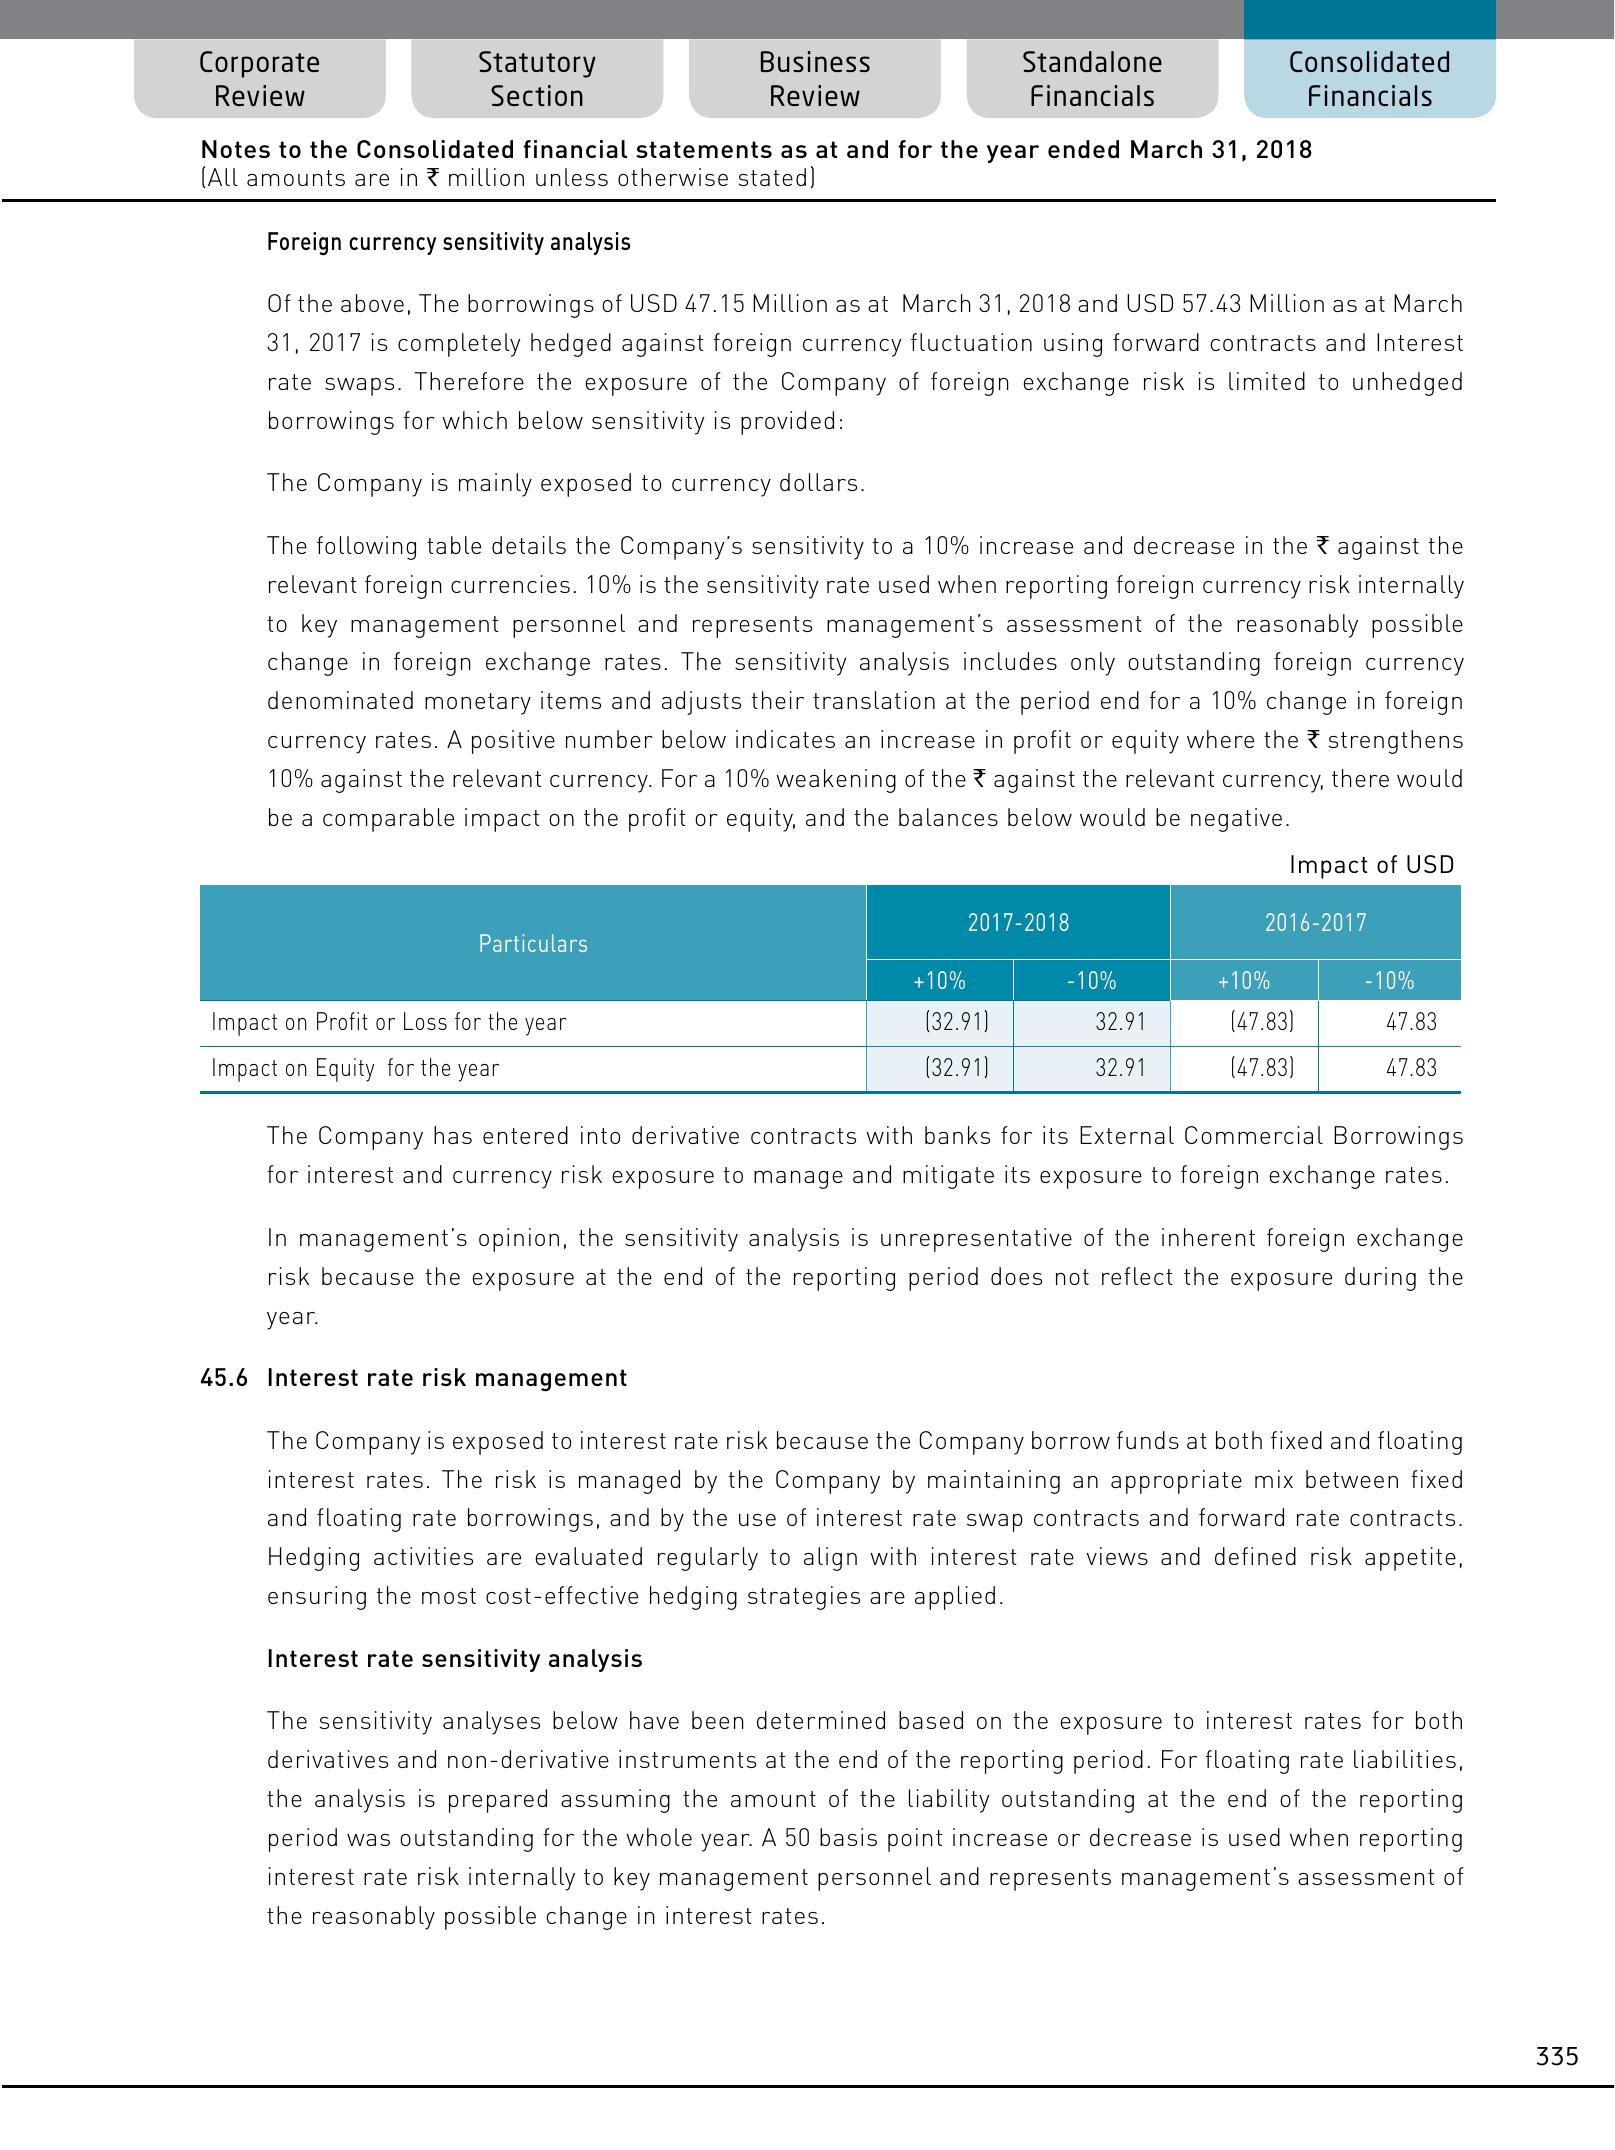 Corporate
Review
Statutory
Section
Business
Review
Standalone
Financials
Consolidated
Financials
Notes to the Consolidated financial statements as at and for the year ended March 31, 2018
(All amounts are in ₹ million unless otherwise stated)
Foreign currency sensitivity analysis
Of the above, The borrowings of USD 47.15 Million as at March 31, 2018 and USD 57.43 Million as at March
31, 2017 is completely hedged against foreign currency fluctuation using forward contracts and Interest
rate swaps. Therefore the exposure of the Company of foreign exchange risk is limited to unhedged
borrowings for which below sensitivity is provided:
The Company is mainly exposed to currency dollars.
The following table details the Company's sensitivity to a 10% increase and decrease in the ₹ against the
relevant foreign currencies. 10% is the sensitivity rate used when reporting foreign currency risk internally
to key management personnel and represents management's assessment of the reasonably possible
change in foreign exchange rates. The sensitivity analysis includes only outstanding foreign currency
denominated monetary items and adjusts their translation at the period end for a 10% change in foreign
currency rates. A positive number below indicates an increase in profit or equity where the ₹ strengthens
10% against the relevant currency. For a 10% weakening of the ₹ against the relevant currency, there would
be a comparable impact on the profit or equity, and the balances below would be negative.
Impact of USD
Particulars 2017-2018 2016-2017
+10% -10% +10% -10%
Impact on Profit or Loss for the year (32.91) 32.91 (47.83) 47.83
Impact on Equity for the year (32.91) 32.91 (47.83) 47.83
The Company has entered into derivative contracts with banks for its External Commercial Borrowings
for interest and currency risk exposure to manage and mitigate its exposure to foreign exchange rates.
In management's opinion, the sensitivity analysis is unrepresentative of the inherent foreign exchange
risk because the exposure at the end of the reporting period does not reflect the exposure during the
year.
45.6 Interest rate risk management
The Company is exposed to interest rate risk because the Company borrow funds at both fixed and floating
interest rates. The risk is managed by the Company by maintaining an appropriate mix between fixed
and floating rate borrowings, and by the use of interest rate swap contracts and forward rate contracts.
Hedging activities are evaluated regularly to align with interest rate views and defined risk appetite,
ensuring the most cost-effective hedging strategies are applied.
Interest rate sensitivity analysis
The sensitivity analyses below have been determined based on the exposure to interest rates for both
derivatives and non-derivative instruments at the end of the reporting period. For floating rate liabilities,
the analysis is prepared assuming the amount of the liability outstanding at the end of the reporting
period was outstanding for the whole year. A 50 basis point increase or decrease is used when reporting
interest rate risk internally to key management personnel and represents management's assessment of
the reasonably possible change in interest rates.
335